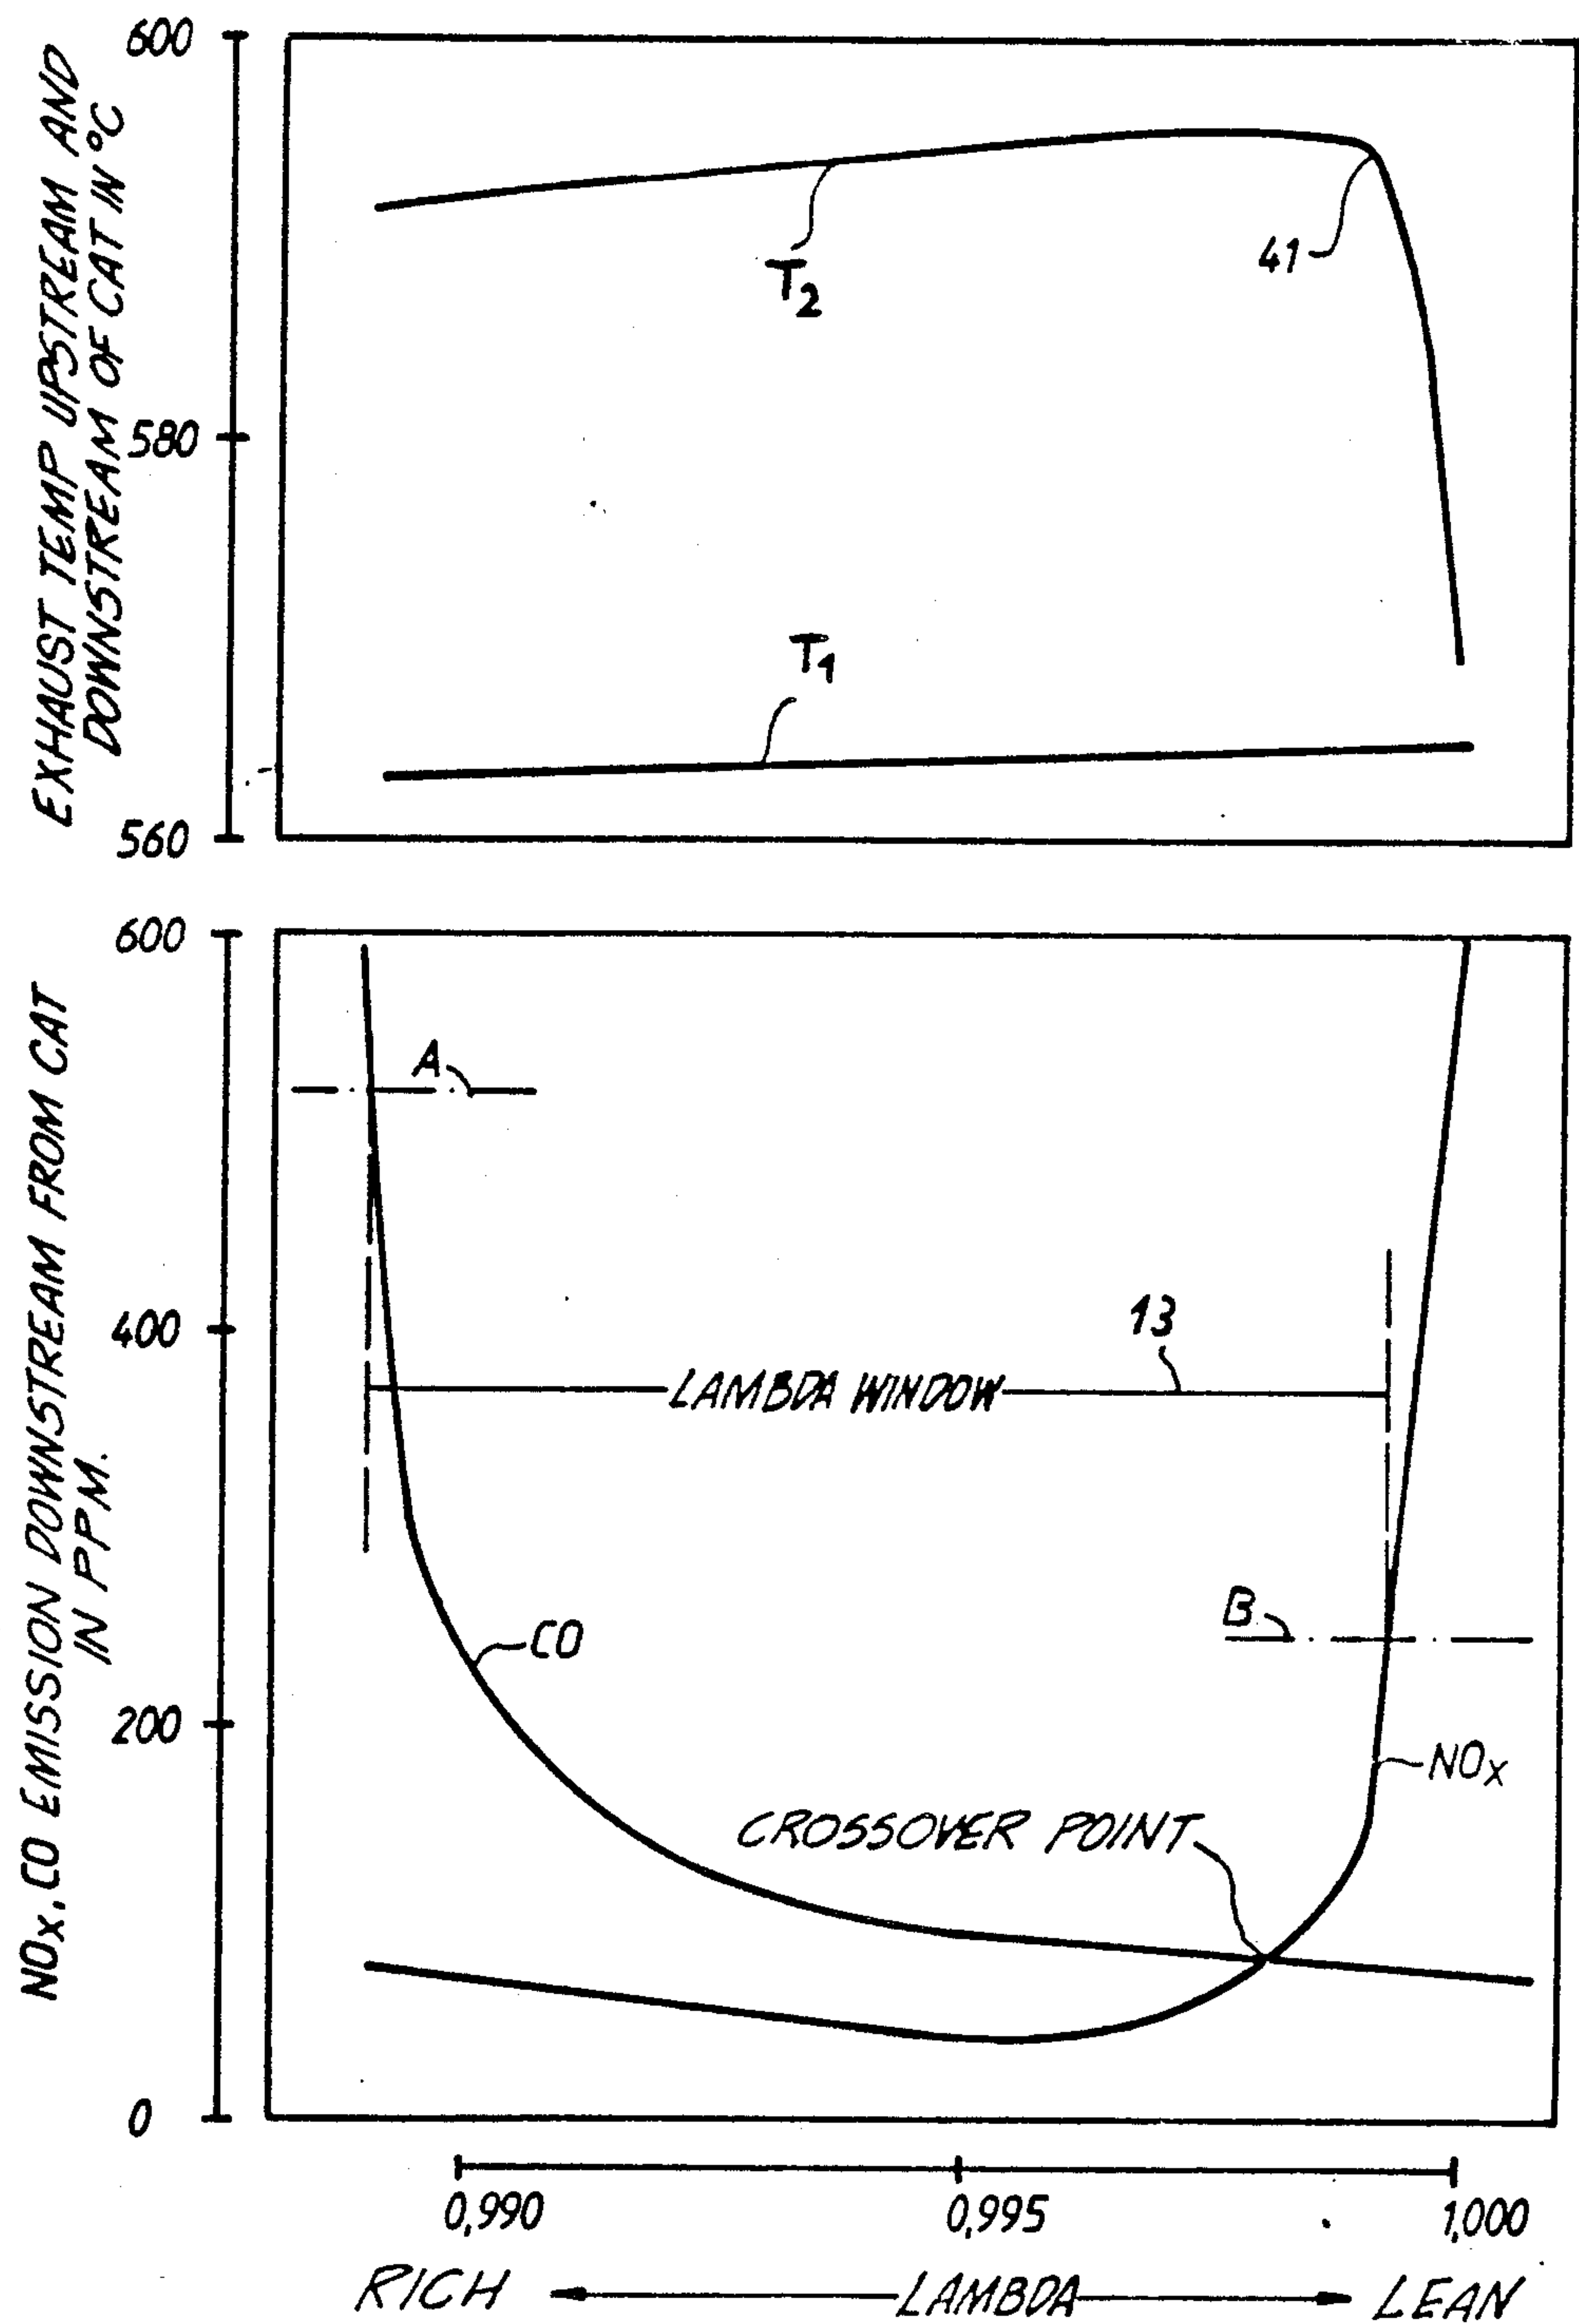 EXHAUST TEMP UPSTREAM AND
DOWNSTREAM OF CAT IN °C
600
580
560
T2
41
T1
NOx, CO EMISSION DOWNSTREAM FROM CAT
IN PPM.
600
400
200
0
A
13
LAMBDA WINDOW
B
CO
NOx
CROSSOVER POINT
0,990
0,995
1,000
RICH
LAMBDA
LEAN